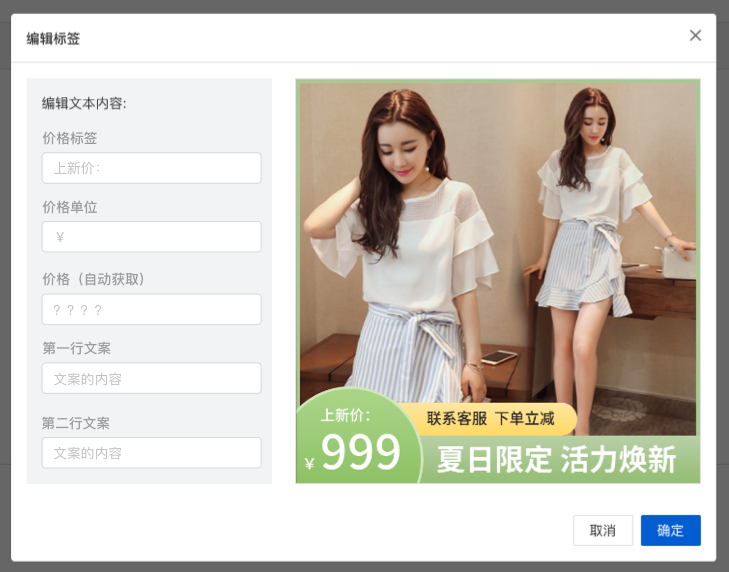 编辑标签
编辑文本内容:
价格标签
上新价:
价格单位
¥
价格（自动获取）
? ? ? ?
第一行文案
文案的内容
第二行文案
文案的内容
上新价:
¥ 999
联系客服 下单立减
夏日限定 活力焕新
取消
确定